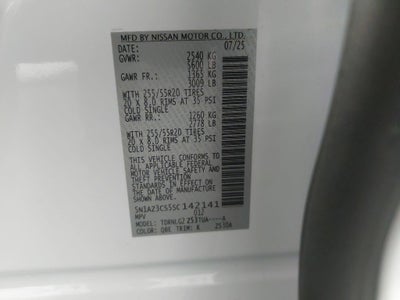 MFD BY NISSAN MOTOR CO., LTD.
DATE: 07/25
GVWR: 2540 KG
5600 LB
GAWR FR.: 1365 KG
3009 LB
WITH 255/55R20 TIRES
20 X 8.0 RIMS AT 35 PSI
COLD SINGLE
GAWR RR.: 1260 KG
2778 LB
WITH 255/55R20 TIRES
20 X 8.0 RIMS AT 35 PSI
COLD SINGLE
THIS VEHICLE CONFORMS TO
ALL APPLICABLE FEDERAL
MOTOR VEHICLE SAFETY AND
THEFT PREVENTION
STANDARDS IN EFFECT ON
THE DATE OF MANUFACTURE
SHOWN ABOVE.
5N1AZ3CS5SC142141
MPV 012
MODEL:
COLOR: TRIM: K